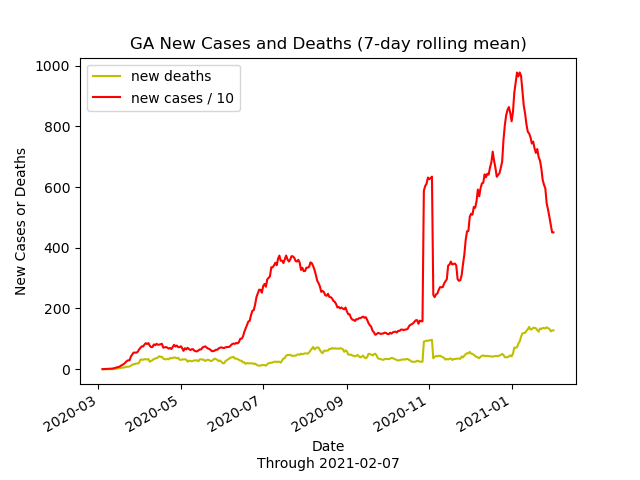 GA New Cases and Deaths (7-day rolling mean)
new deaths
new cases / 10
1000
800
600
400
200
0
New Cases or Deaths
2020-03
2020-05
2020-07
2020-09
2020-11
2021-01
Date
Through 2021-02-07